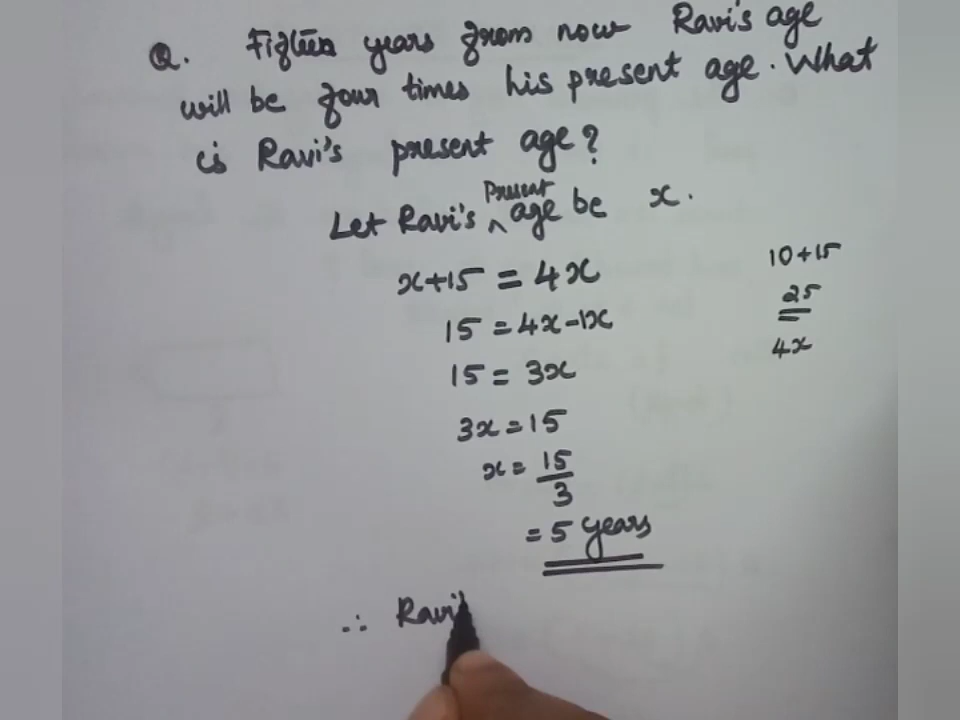 Q. Fifteen years from now Ravi's age
will be four times his present age. What
is Ravi's present age?
Let Ravi's ^ Present age be x.
x+15 = 4x
15 = 4x-1x
15 = 3x
3x = 15
x = 15/3
= 5 years
∴ Ravi'
10+15
25
4x